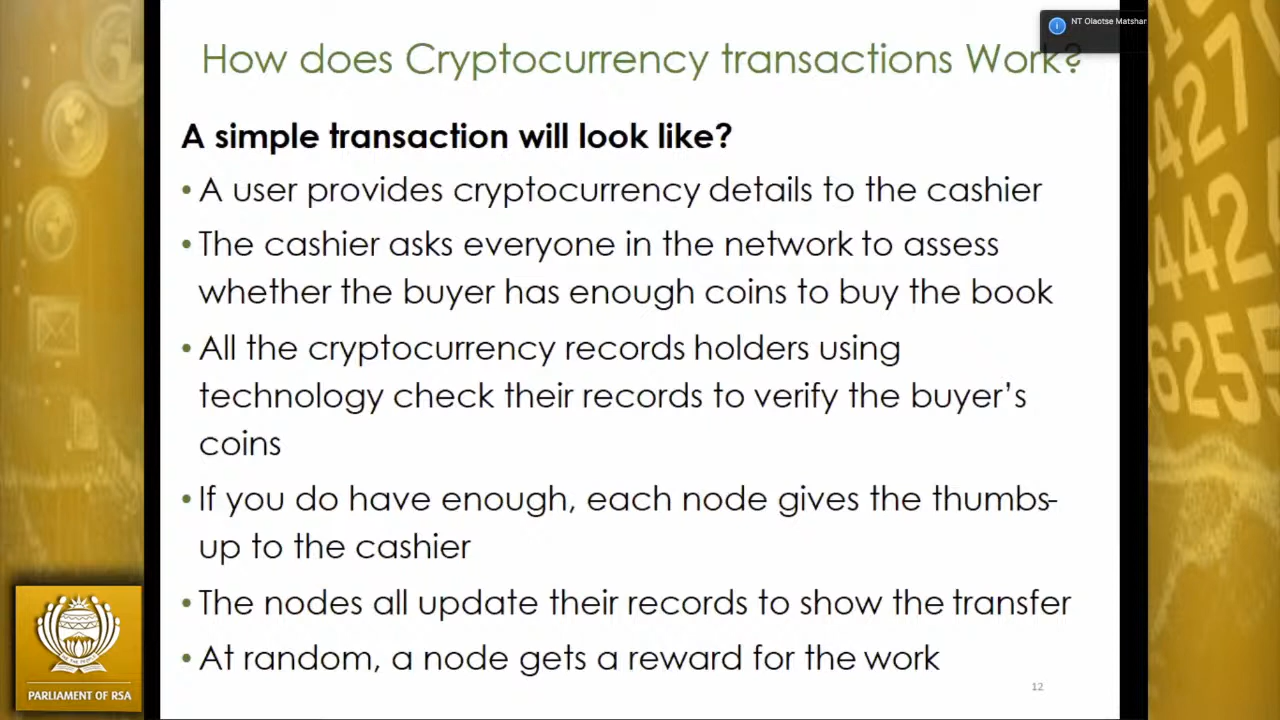 NT Olaotse Matshar
How does Cryptocurrency transactions Work?
A simple transaction will look like?
• A user provides cryptocurrency details to the cashier
• The cashier asks everyone in the network to assess
whether the buyer has enough coins to buy the book
• All the cryptocurrency records holders using
technology check their records to verify the buyer's
coins
• If you do have enough, each node gives the thumbs-
up to the cashier
• The nodes all update their records to show the transfer
• At random, a node gets a reward for the work
12
PARLIAMENT OF RSA
427
442
6255